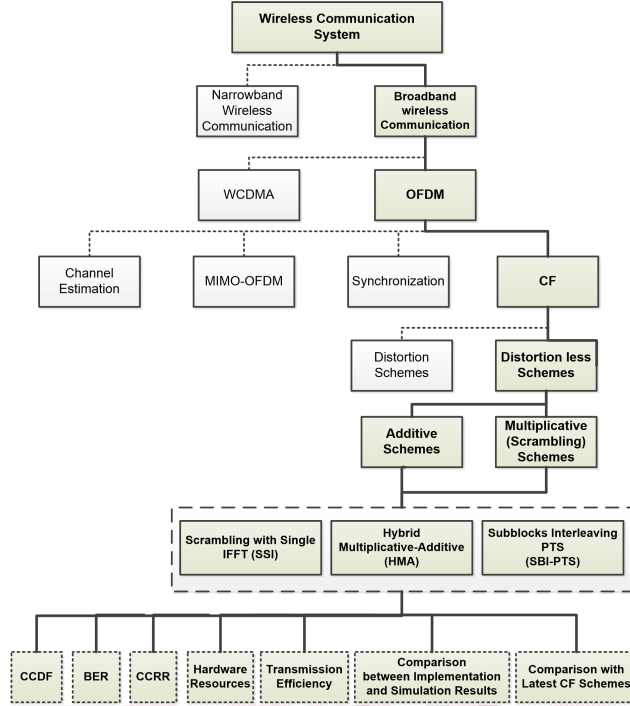 Wireless Communication
System
Narrowband
Wireless
Communication
Broadband
wireless
Communication
WCDMA
OFDM
Channel
Estimation
MIMO-OFDM
Synchronization
CF
Distortion
Schemes
Distortion less
Schemes
Additive
Schemes
Multiplicative
(Scrambling)
Schemes
Scrambling with Single
IFFT (SSI)
Hybrid
Multiplicative-Additive
(HMA)
Subblocks Interleaving
PTS
(SBI-PTS)
CCDF
BER
CCRR
Hardware
Resources
Transmission
Efficiency
Comparison
between Implementation
and Simulation Results
Comparison with
Latest CF Schemes